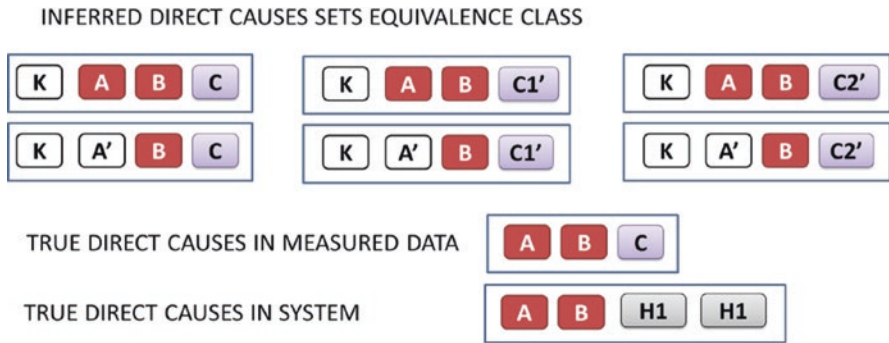 INFERRED DIRECT CAUSES SETS EQUIVALENCE CLASS
K A B C K A B C1' K A B C2'
K A' B C K A' B C1' K A' B C2'
TRUE DIRECT CAUSES IN MEASURED DATA A B C
TRUE DIRECT CAUSES IN SYSTEM A B H1 H1